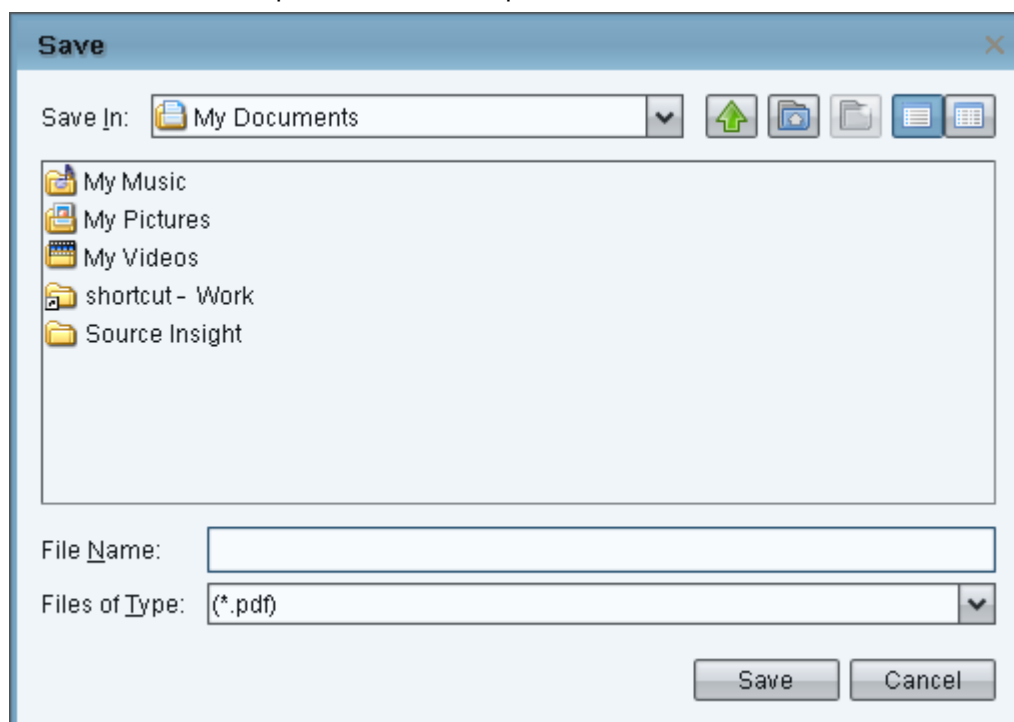 Save
Save In: My Documents
My Music
My Pictures
My Videos
shortcut - Work
Source Insight
File Name:
Files of Type: (*.pdf)
Save Cancel